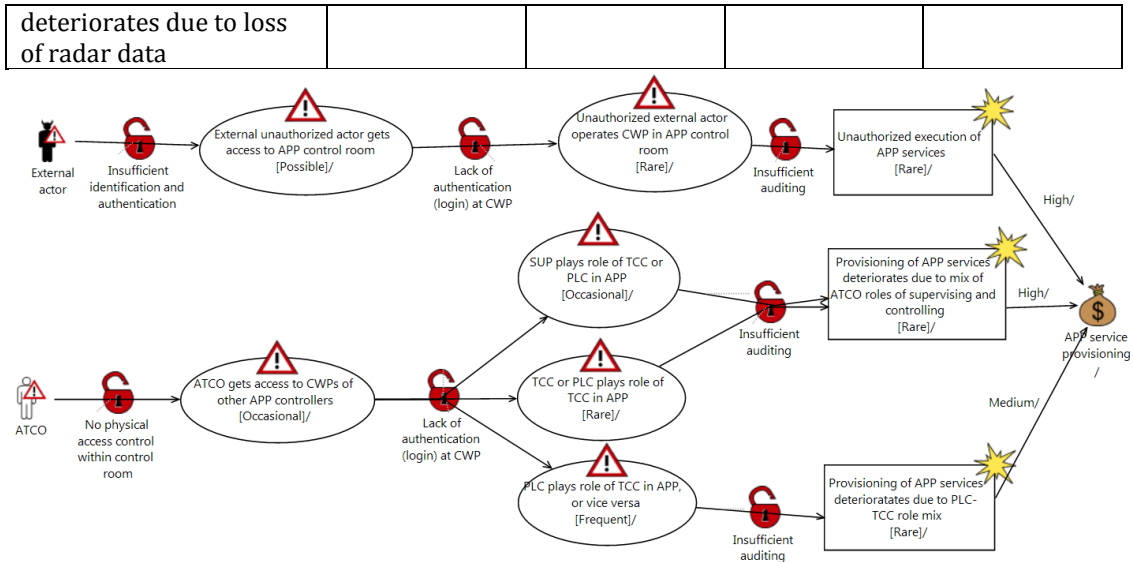 deteriorates due to loss
of radar data
External
actor
Insufficient
identification and
authentication
External unauthorized actor gets
access to APP control room
[Possible]/
Lack of
authentication
(login) at CWP
Unauthorized external actor
operates CWP in APP control
room
[Rare]/
Insufficient
auditing
Unauthorized execution of
APP services
[Rare]/
High/
SUP plays role of TCC or
PLC in APP
[Occasional]/
Insufficient
auditing
Provisioning of APP services
deteriorates due to mix of
ATCO roles of supervising and
controlling
[Rare]/
High/
$
APP service
provisioning
/
ATCO
No physical
access control
within control
room
ATCO gets access to CWPs of
other APP controllers
[Occasional]/
Lack of
authentication
(login) at CWP
TCC or PLC plays role of
TCC in APP
[Rare]/
Medium/
PLC plays role of TCC in APP,
or vice versa
[Frequent]/
Insufficient
auditing
Provisioning of APP services
deterioratates due to PLC-
TCC role mix
[Rare]/